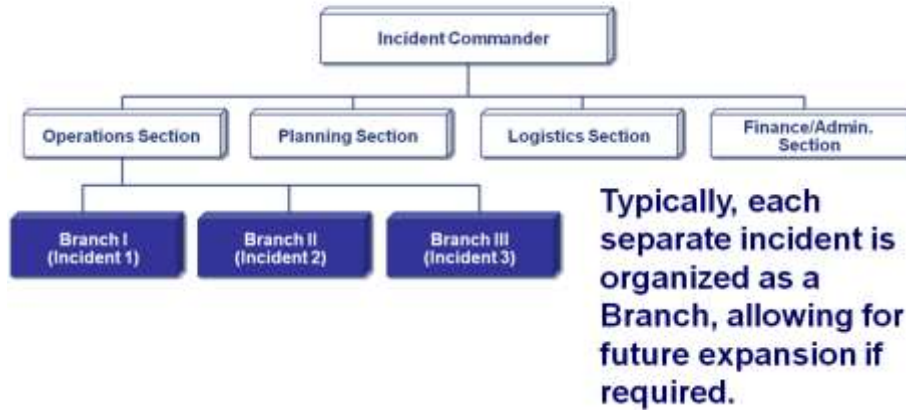 Incident Commander
Operations Section
Planning Section
Logistics Section
Finance/Admin.
Section
Branch I
(Incident 1)
Branch II
(Incident 2)
Branch III
(Incident 3)
Typically, each
separate incident is
organized as a
Branch, allowing for
future expansion if
required.